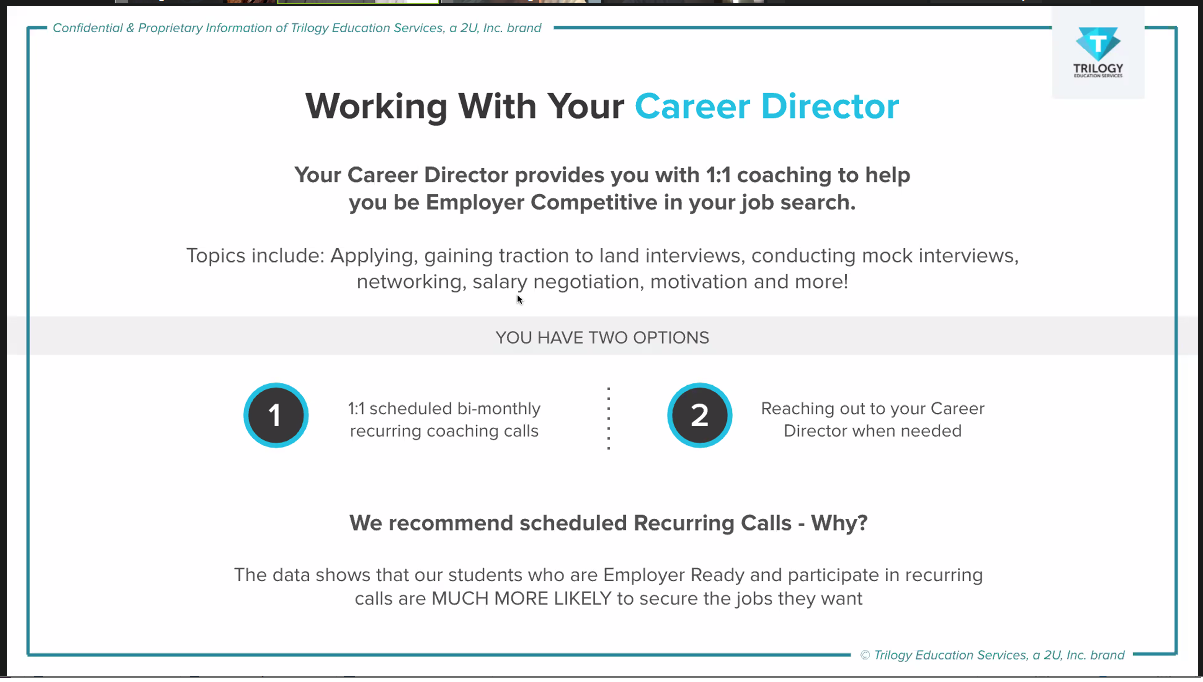 Confidential & Proprietary Information of Trilogy Education Services, a 2U, Inc. brand
T
TRILOGY
EDUCATION SERVICES
Working With Your Career Director
Your Career Director provides you with 1:1 coaching to help
you be Employer Competitive in your job search.
Topics include: Applying, gaining traction to land interviews, conducting mock interviews,
networking, salary negotiation, motivation and more!
YOU HAVE TWO OPTIONS
1
1:1 scheduled bi-monthly
recurring coaching calls
2
Reaching out to your Career
Director when needed
We recommend scheduled Recurring Calls - Why?
The data shows that our students who are Employer Ready and participate in recurring
calls are MUCH MORE LIKELY to secure the jobs they want
© Trilogy Education Services, a 2U, Inc. brand